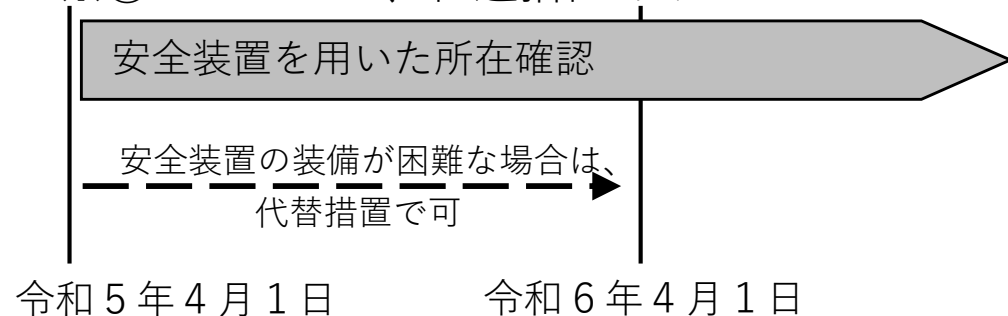 安全装置を用いた所在確認
安全装置の装備が困難な場合は、
代替措置で可
令和5年4月1日
令和6年4月1日